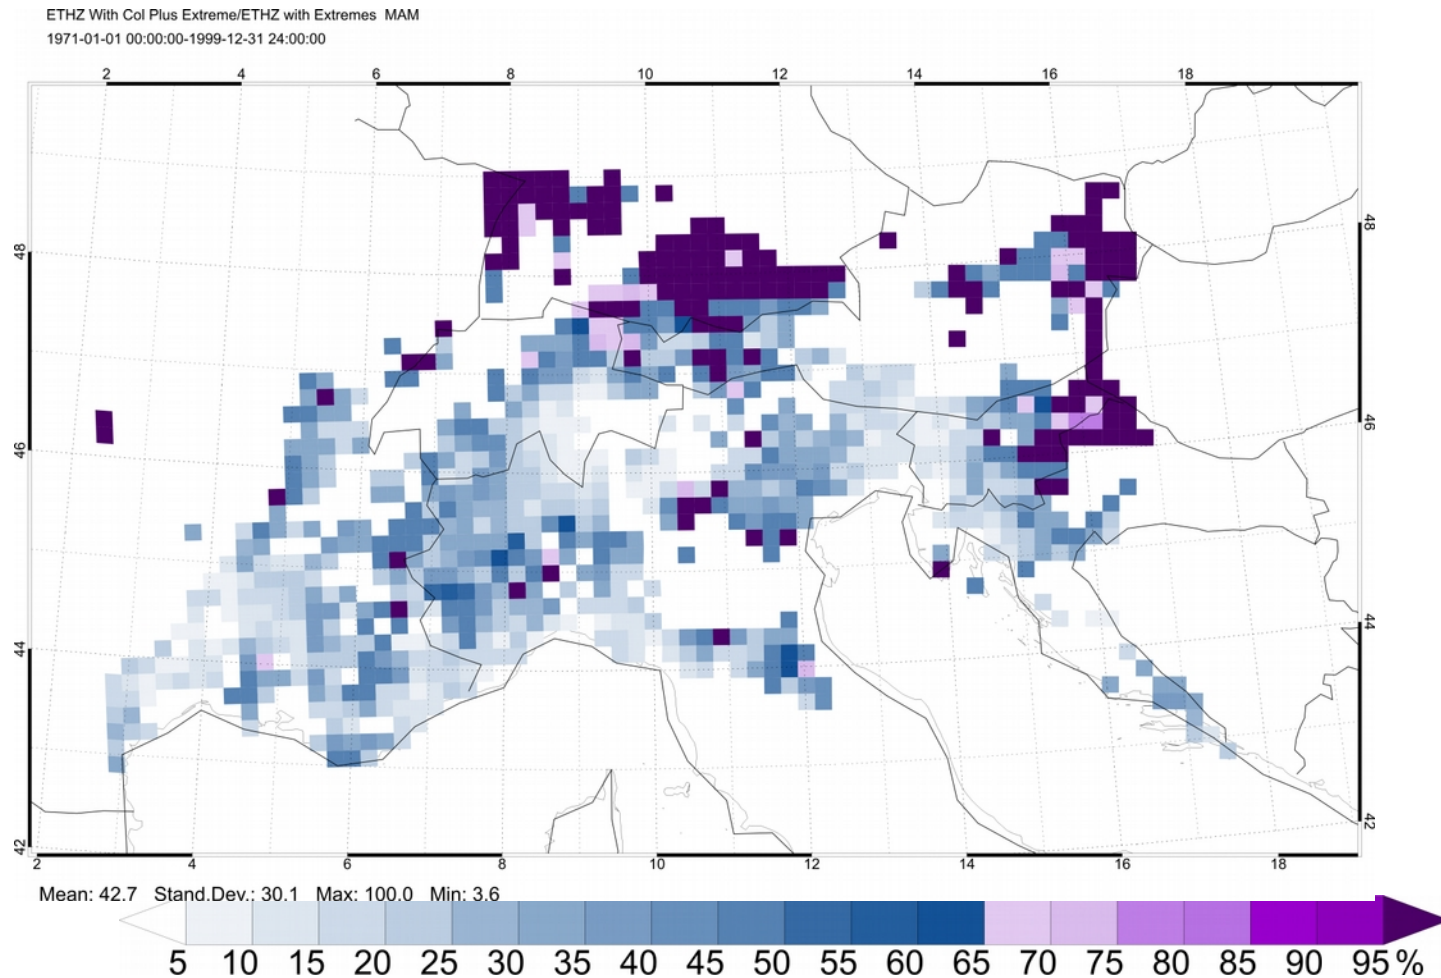 ETHZ With Col Plus Extreme/ETHZ with Extremes  MAM
1971-01-01 00:00:00-1999-12-31 24:00:00
2 4 6 8 10 12 14 16 18
48 48
46 46
44 44
42 42
2 4 6 8 10 12 14 16 18
Mean: 42.7   Stand.Dev.: 30.1   Max: 100.0   Min: 3.6
5 10 15 20 25 30 35 40 45 50 55 60 65 70 75 80 85 90 95 %